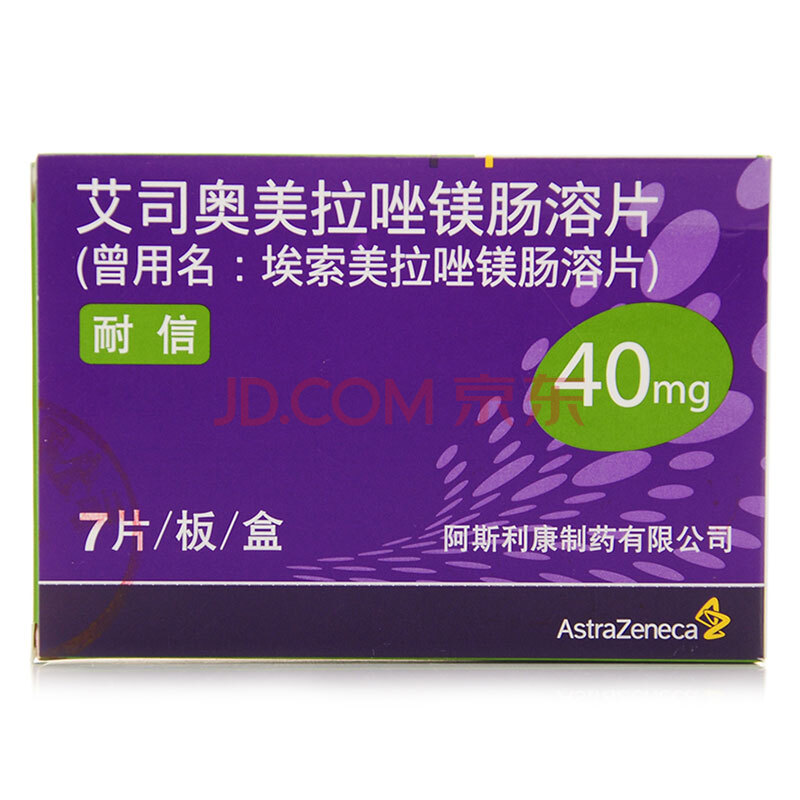 艾司奥美拉唑镁肠溶片
(曾用名：埃索美拉唑镁肠溶片)
耐信
40mg
JD.COM 京东
7片/板/盒
阿斯利康制药有限公司
AstraZeneca